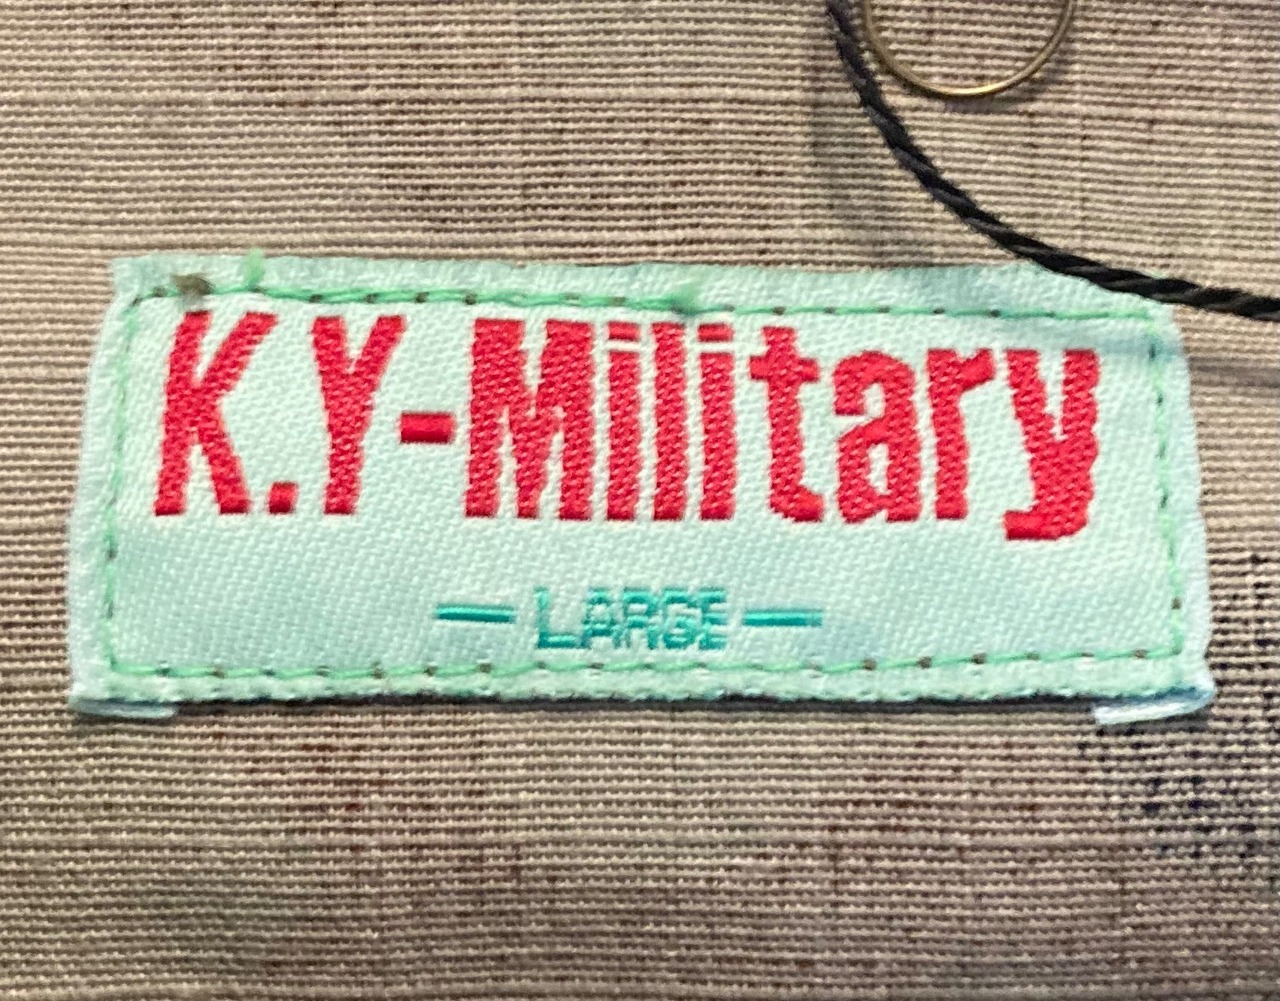 K.Y-Military
— LARGE —